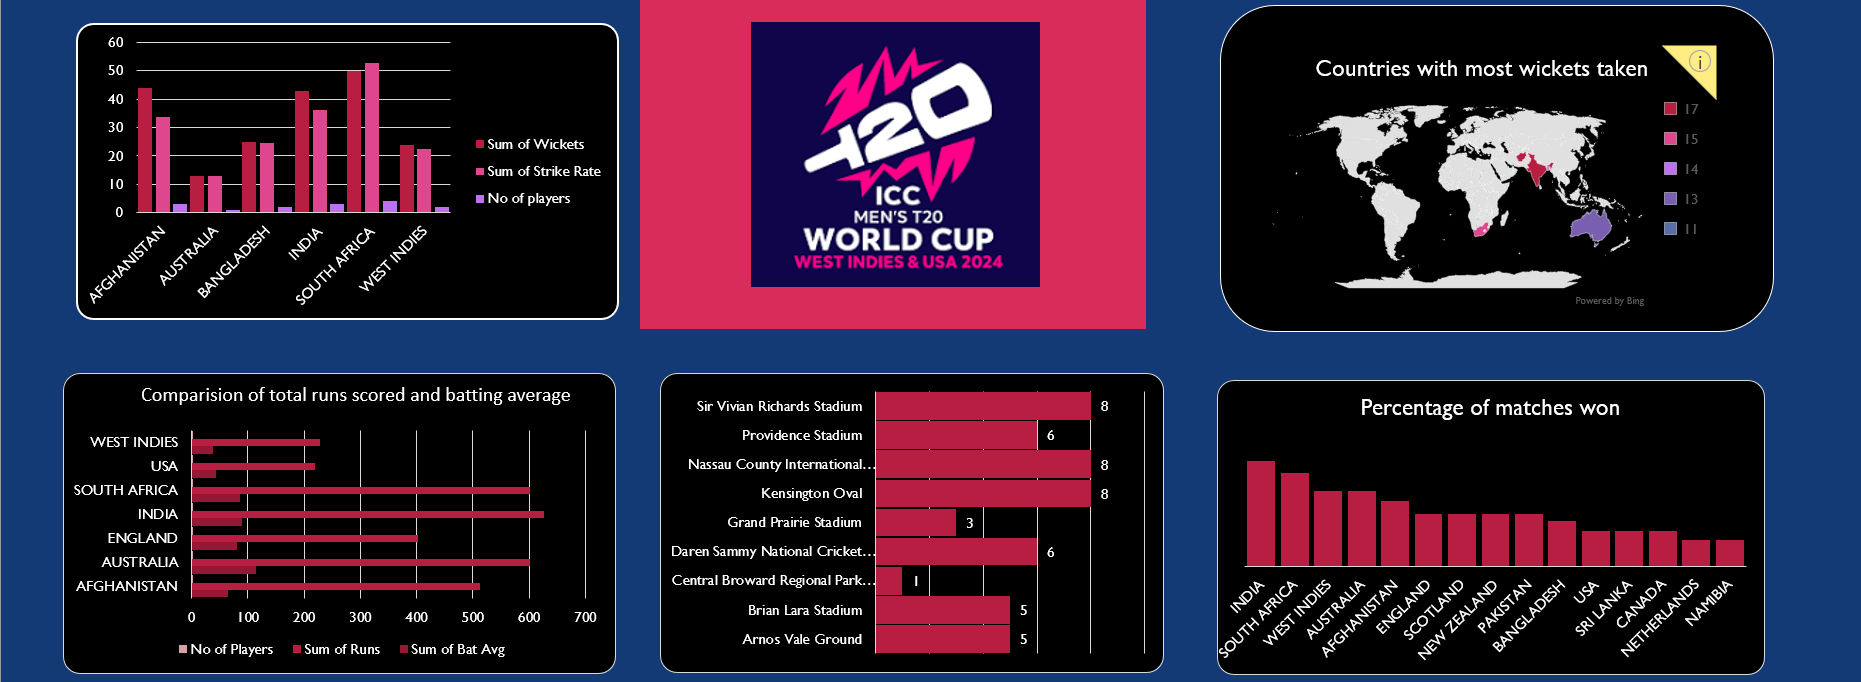 60
50
40
30
20
10
0
AFGHANISTAN
AUSTRALIA
BANGLADESH
INDIA
SOUTH AFRICA
WEST INDIES
Sum of Wickets
Sum of Strike Rate
No of players
T20
ICC
MEN'S T20
WORLD CUP
WEST INDIES & USA 2024
Countries with most wickets taken
i
17
15
14
13
11
Powered by Bing
Comparision of total runs scored and batting average
WEST INDIES
USA
SOUTH AFRICA
INDIA
ENGLAND
AUSTRALIA
AFGHANISTAN
0 100 200 300 400 500 600 700
No of Players Sum of Runs Sum of Bat Avg
Sir Vivian Richards Stadium 8
Providence Stadium 6
Nassau County International... 8
Kensington Oval 8
Grand Prairie Stadium 3
Daren Sammy National Cricket... 6
Central Broward Regional Park... 1
Brian Lara Stadium 5
Arnos Vale Ground 5
Percentage of matches won
INDIA
SOUTH AFRICA
WEST INDIES
AUSTRALIA
AFGHANISTAN
ENGLAND
SCOTLAND
NEW ZEALAND
PAKISTAN
BANGLADESH
USA
SRI LANKA
CANADA
NETHERLANDS
NAMIBIA